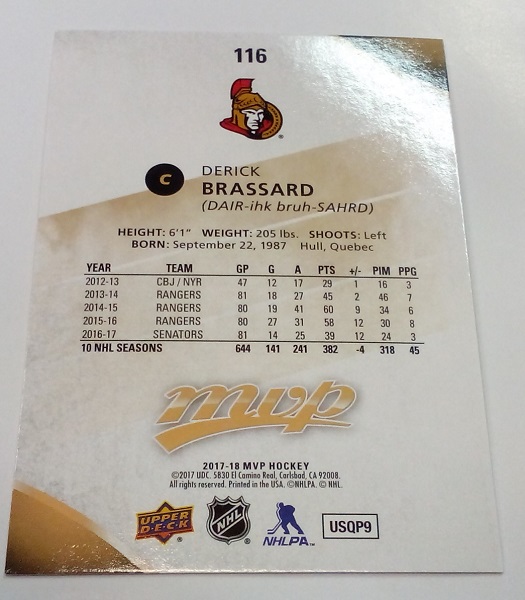 116
C
DERICK
BRASSARD
(DAIR-ihk bruh-SAHRD)
HEIGHT: 6'1" WEIGHT: 205 lbs. SHOOTS: Left
BORN: September 22, 1987 Hull, Quebec
YEAR TEAM GP G A PTS +/- PIM PPG
2012-13 CBJ / NYR 47 12 17 29 1 16 3
2013-14 RANGERS 81 18 27 45 2 46 7
2014-15 RANGERS 80 19 41 60 9 34 6
2015-16 RANGERS 80 27 31 58 12 30 8
2016-17 SENATORS 81 14 25 39 12 24 3
10 NHL SEASONS 644 141 241 382 -4 318 45
mvp
2017-18 MVP HOCKEY
©2017 UDC. 5830 El Camino Real, Carlsbad, CA 92008.
All rights reserved. Printed in the USA. ©NHLPA. © NHL.
UPPER DECK ® NHL ® NHLPA™ USQP9